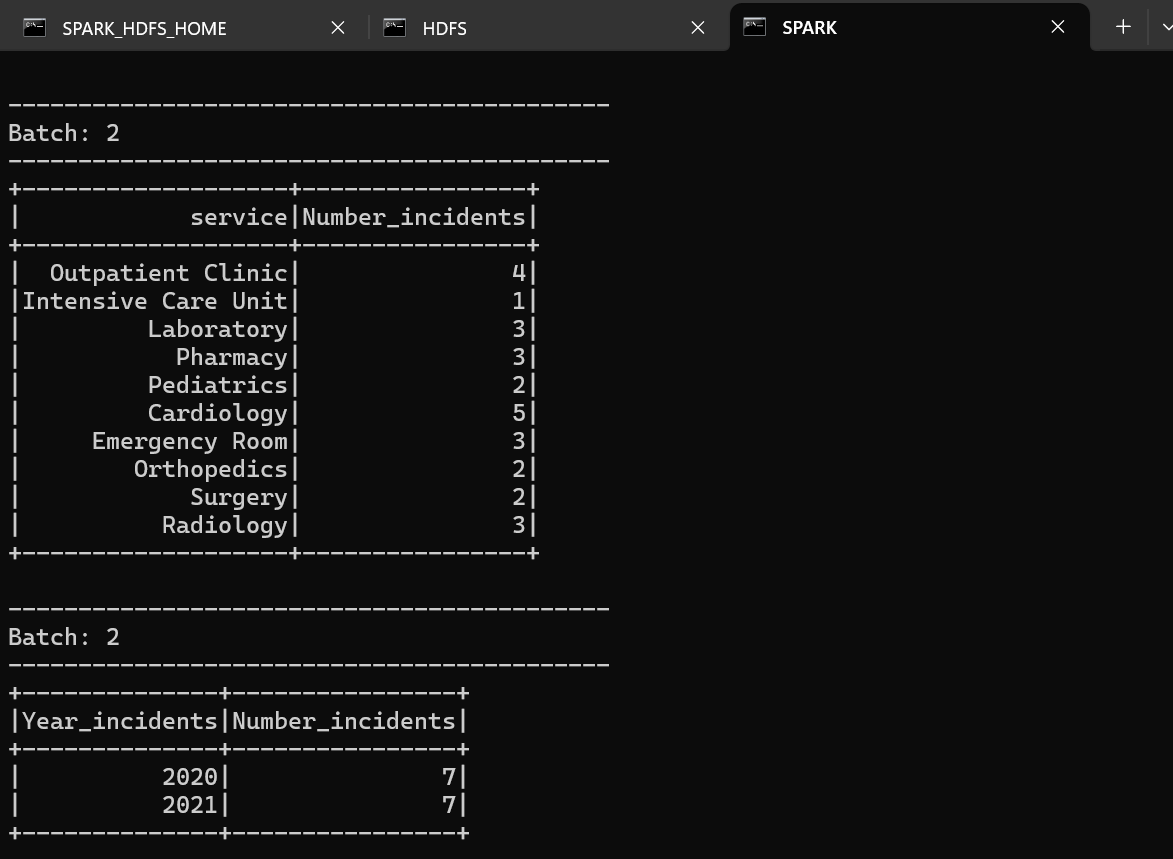 SPARK_HDFS_HOME HDFS SPARK
-------------------------------------------
Batch: 2
-------------------------------------------
+-------------------+----------------+
|            service|Number_incidents|
+-------------------+----------------+
|  Outpatient Clinic|               4|
|Intensive Care Unit|               1|
|         Laboratory|               3|
|           Pharmacy|               3|
|         Pediatrics|               2|
|         Cardiology|               5|
|     Emergency Room|               3|
|        Orthopedics|               2|
|            Surgery|               2|
|          Radiology|               3|
+-------------------+----------------+
-------------------------------------------
Batch: 2
-------------------------------------------
+--------------+----------------+
|Year_incidents|Number_incidents|
+--------------+----------------+
|          2020|               7|
|          2021|               7|
+--------------+----------------+